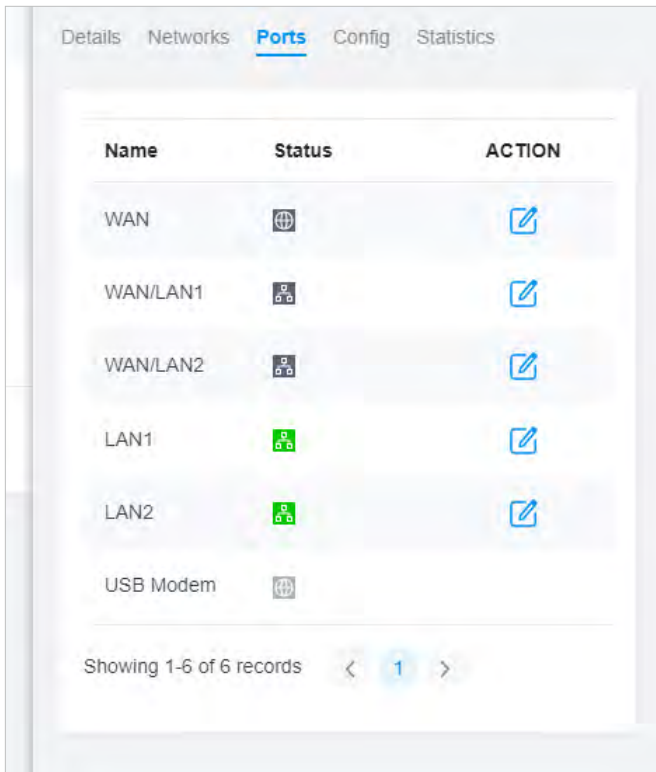 Details Networks Ports Config Statistics
Name Status ACTION
WAN
WAN/LAN1
WAN/LAN2
LAN1
LAN2
USB Modem
Showing 1-6 of 6 records < 1 >